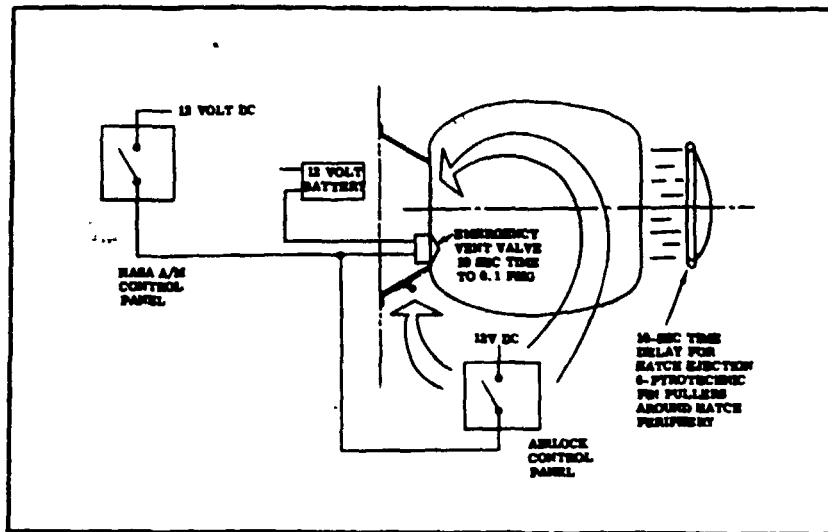 12 VOLT DC
12 VOLT
BATTERY
EMERGENCY
VENT VALVE
SEC TIME
TO 0.1 PSIG
NASA A/M
CONTROL
PANEL
12V DC
AIRLOCK
CONTROL
PANEL
10-SEC TIME
DELAY FOR
HATCH EJECTION
6-PYROTECHNIC
PIN PULLERS
AROUND HATCH
PERIPHERY